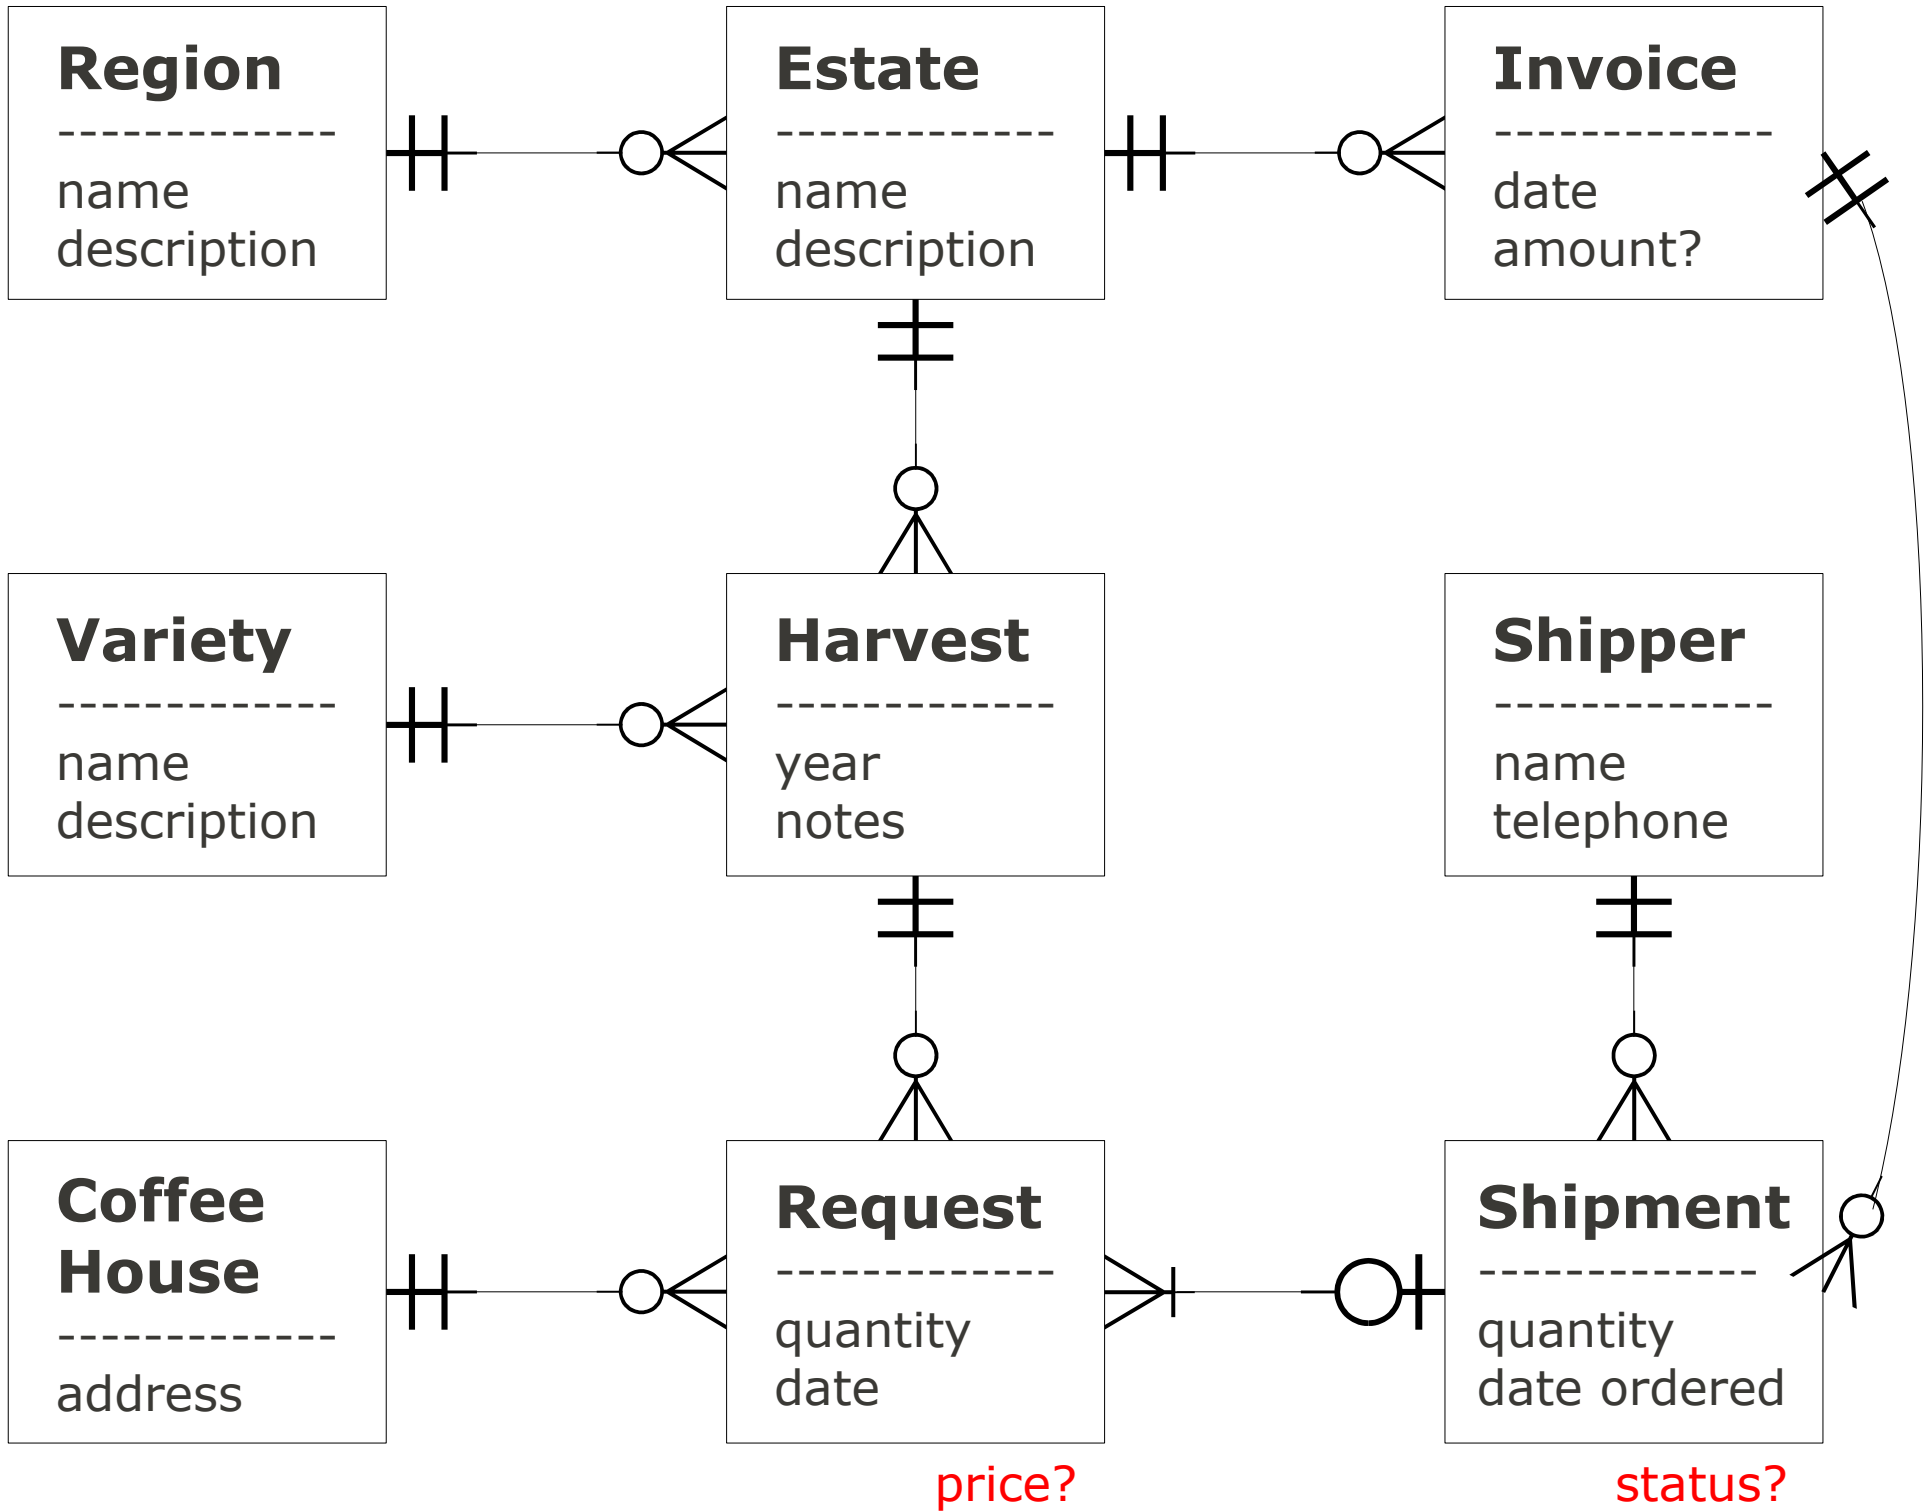 Region
-------------
name
description
Estate
-------------
name
description
Invoice
-------------
date
amount?
Variety
-------------
name
description
Harvest
-------------
year
notes
Shipper
-------------
name
telephone
Coffee
House
-------------
address
Request
-------------
quantity
date
price?
Shipment
-------------
quantity
date ordered
status?